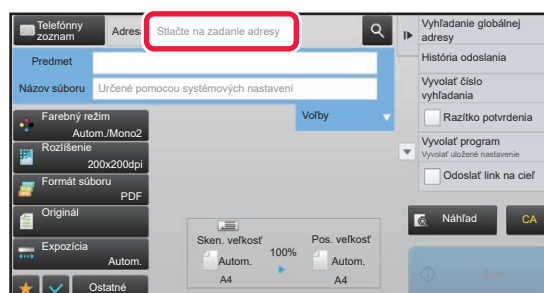 Telefónny
zoznam
Adresa
Stlačte na zadanie adresy
Predmet
Názov súboru
Určené pomocou systémových nastavení
Voľby
Farebný režim
Autom./Mono2
Rozlíšenie
200x200dpi
Formát súboru
PDF
Originál
Expozícia
Autom.
Ostatné
Sken. veľkosť
Autom.
A4
100%
Pos. veľkosť
Autom.
A4
Vyhľadanie globálnej
adresy
História odoslania
Vyvolať číslo
vyhľadania
Razítko potvrdenia
Vyvolať program
Vyvolať uložené nastavenie
Odoslať link na cieľ
Náhľad
CA
Štart